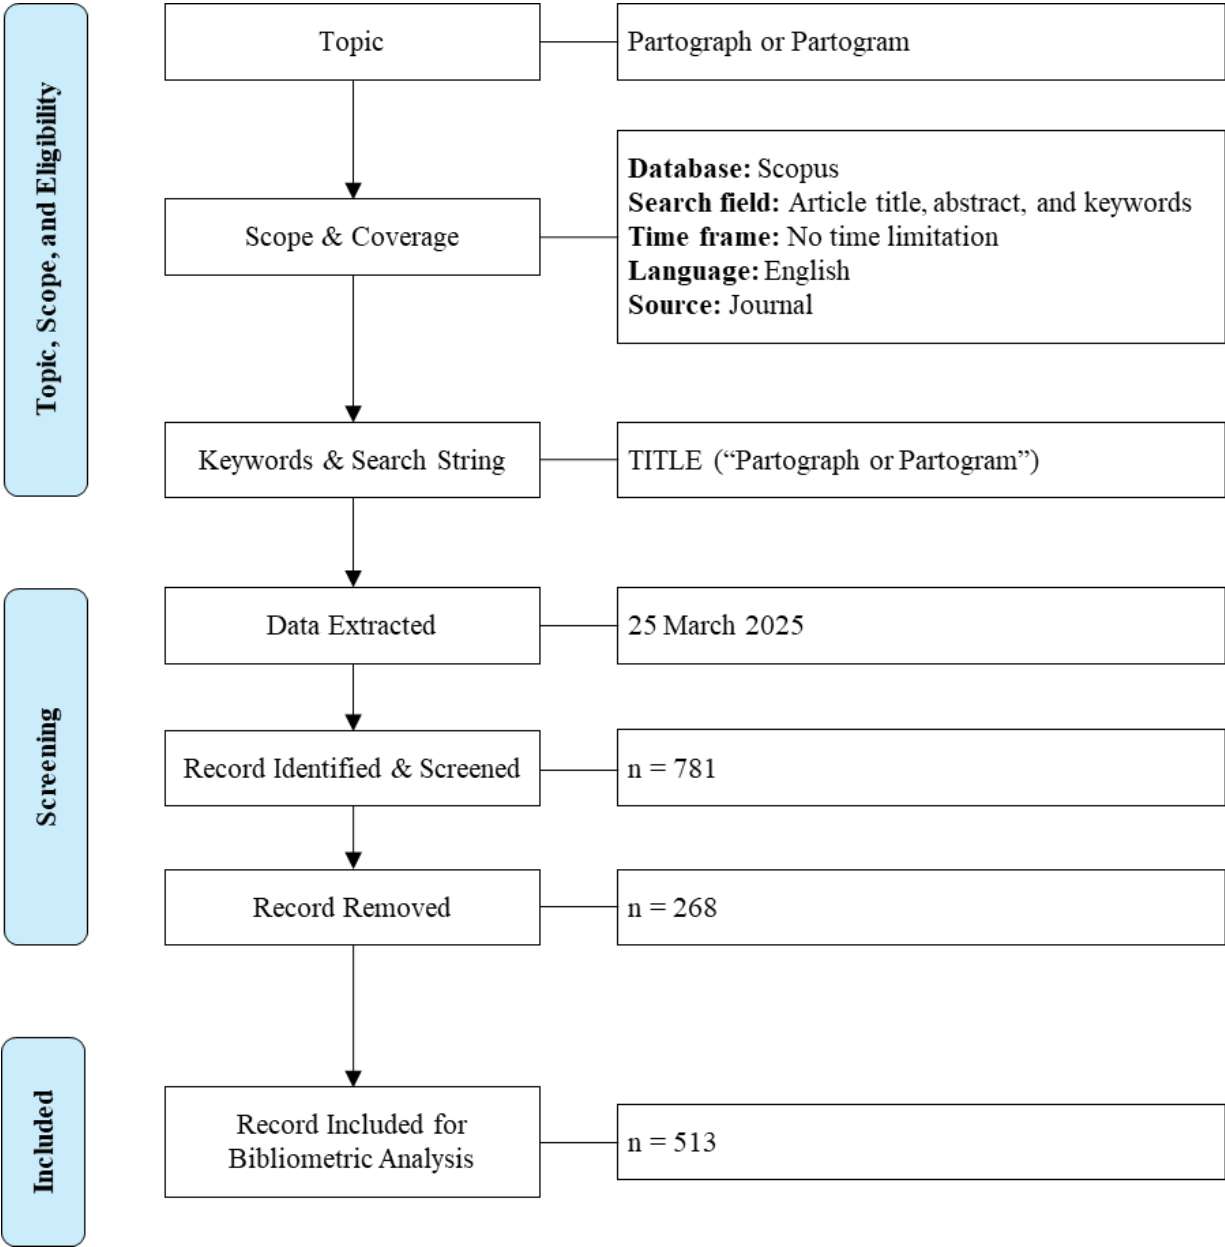 Topic, Scope, and Eligibility
Topic
Partograph or Partogram
Scope & Coverage
Database: Scopus
Search field: Article title, abstract, and keywords
Time frame: No time limitation
Language: English
Source: Journal
Keywords & Search String
TITLE (“Partograph or Partogram”)
Screening
Data Extracted
25 March 2025
Record Identified & Screened
n = 781
Record Removed
n = 268
Included
Record Included for
Bibliometric Analysis
n = 513